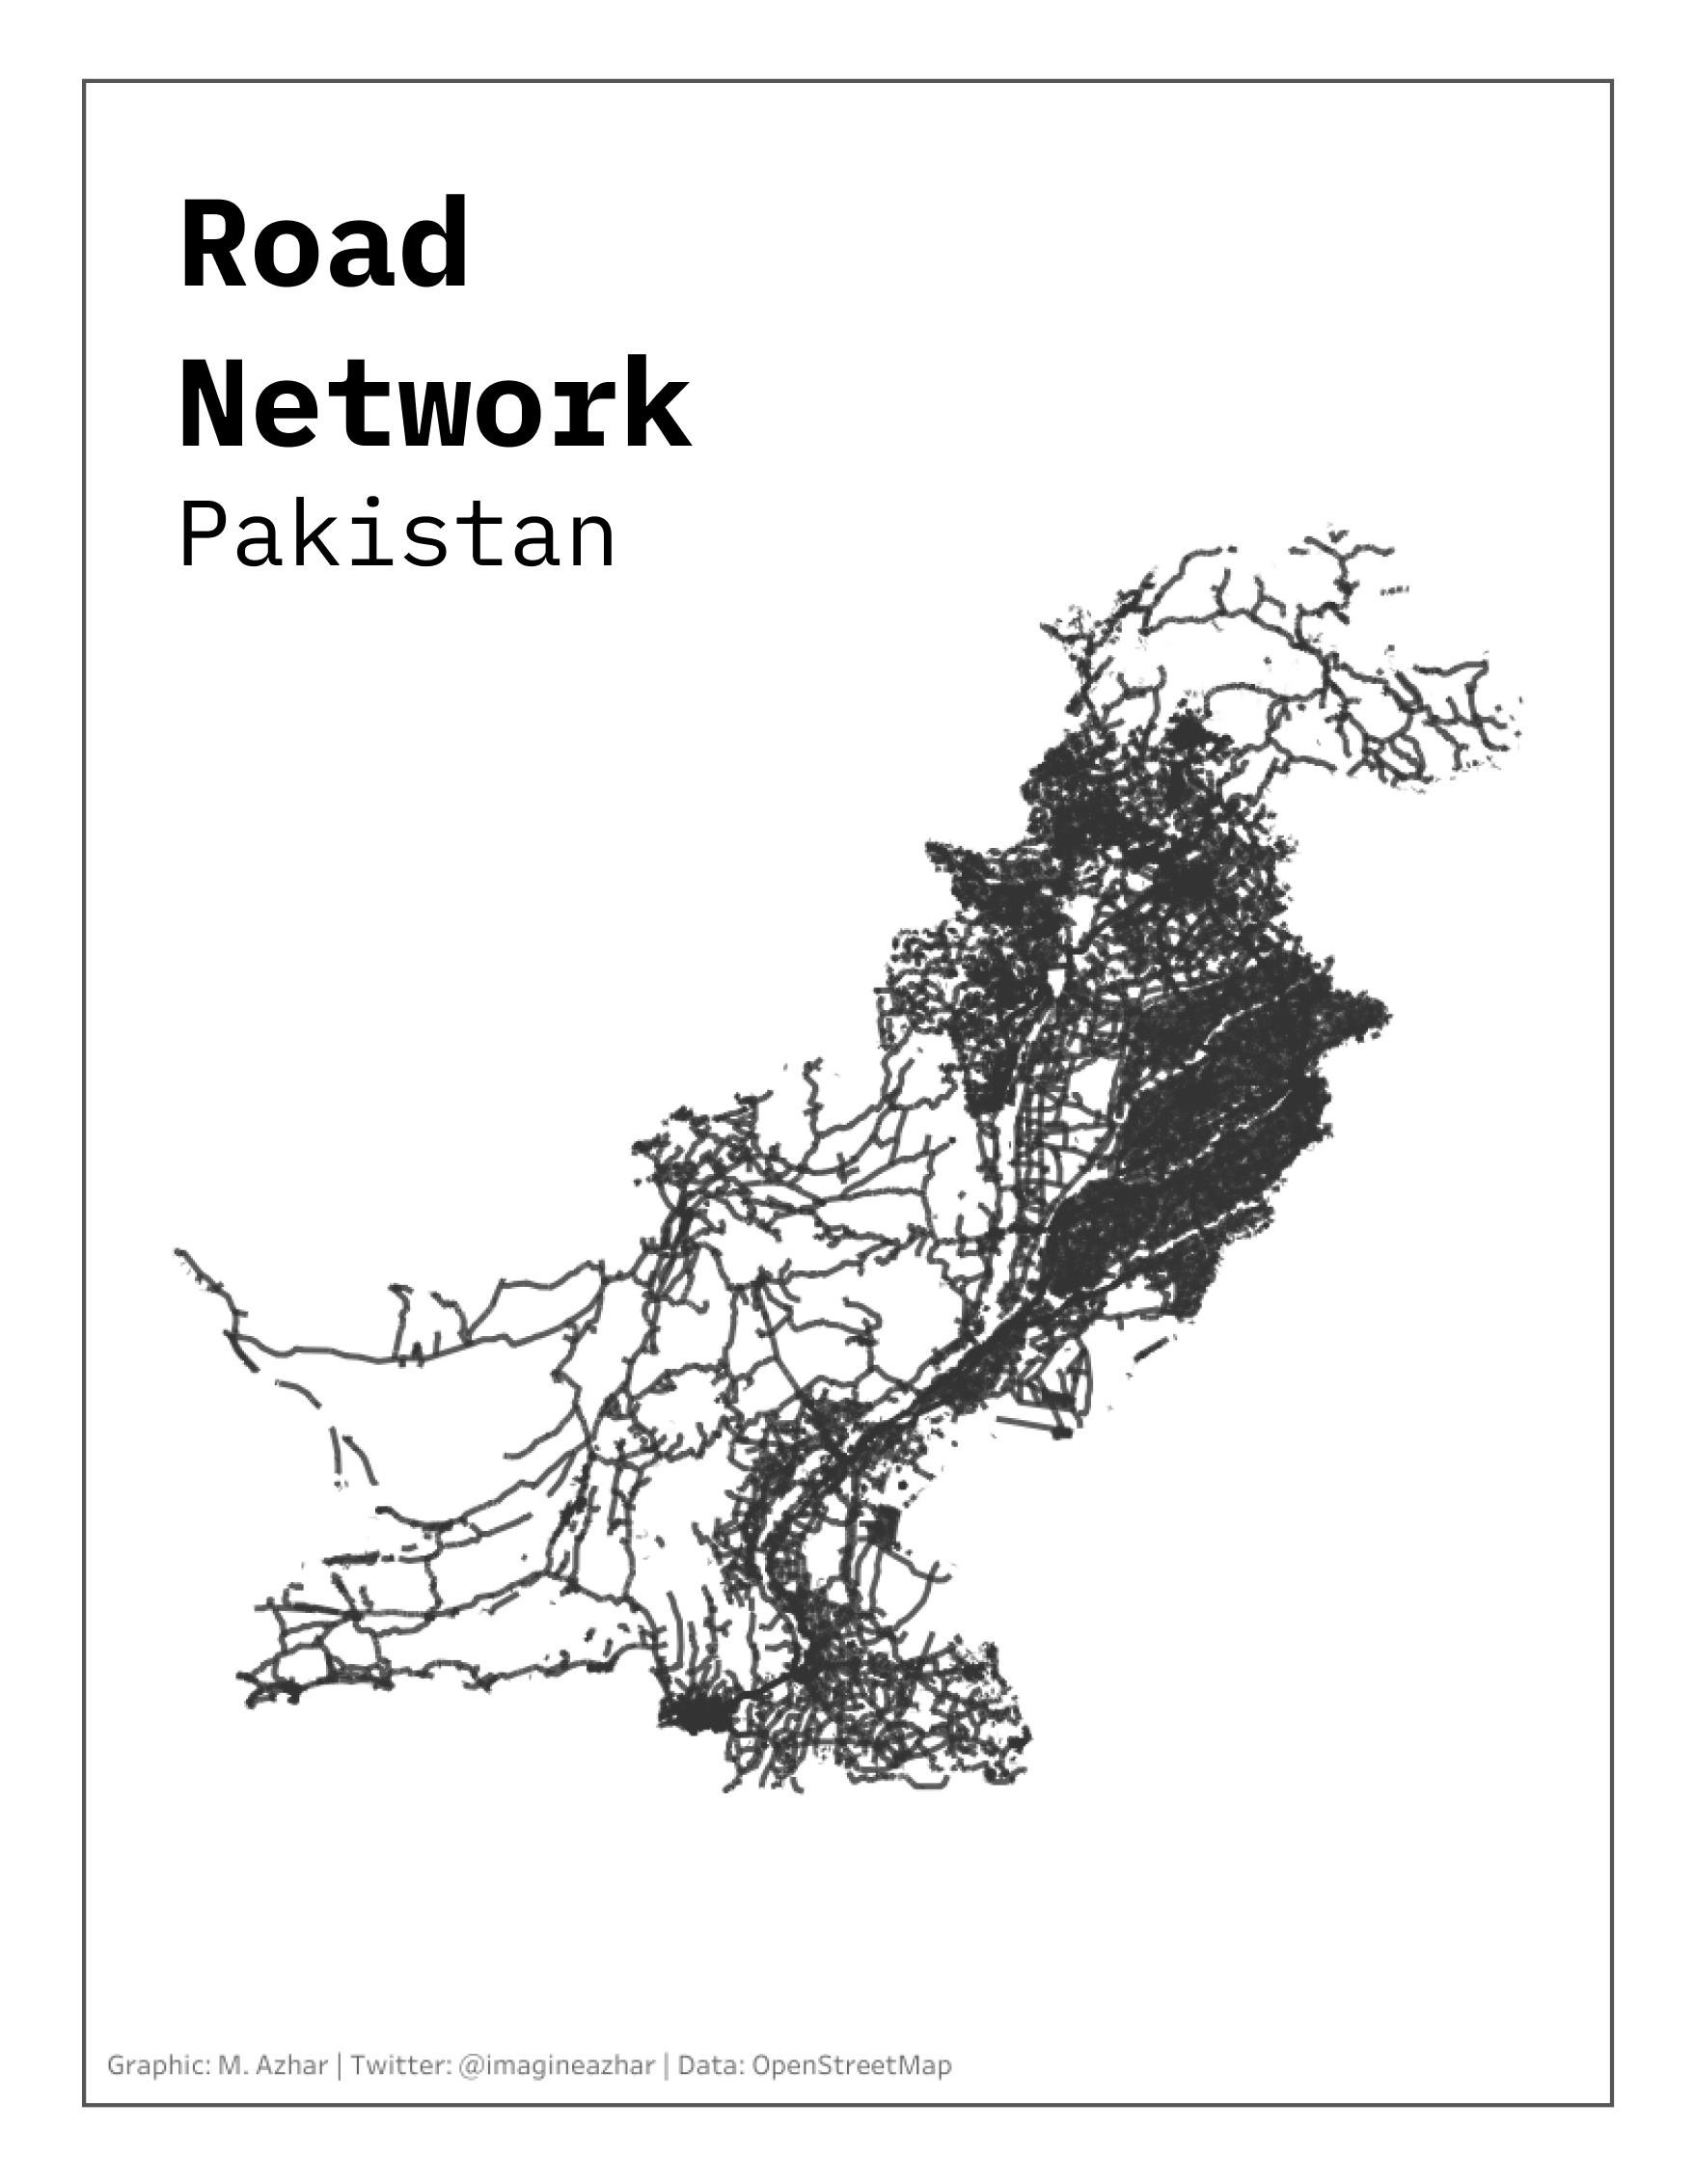 Road
Network
Pakistan
Graphic: M. Azhar | Twitter: @imagineazhar | Data: OpenStreetMap